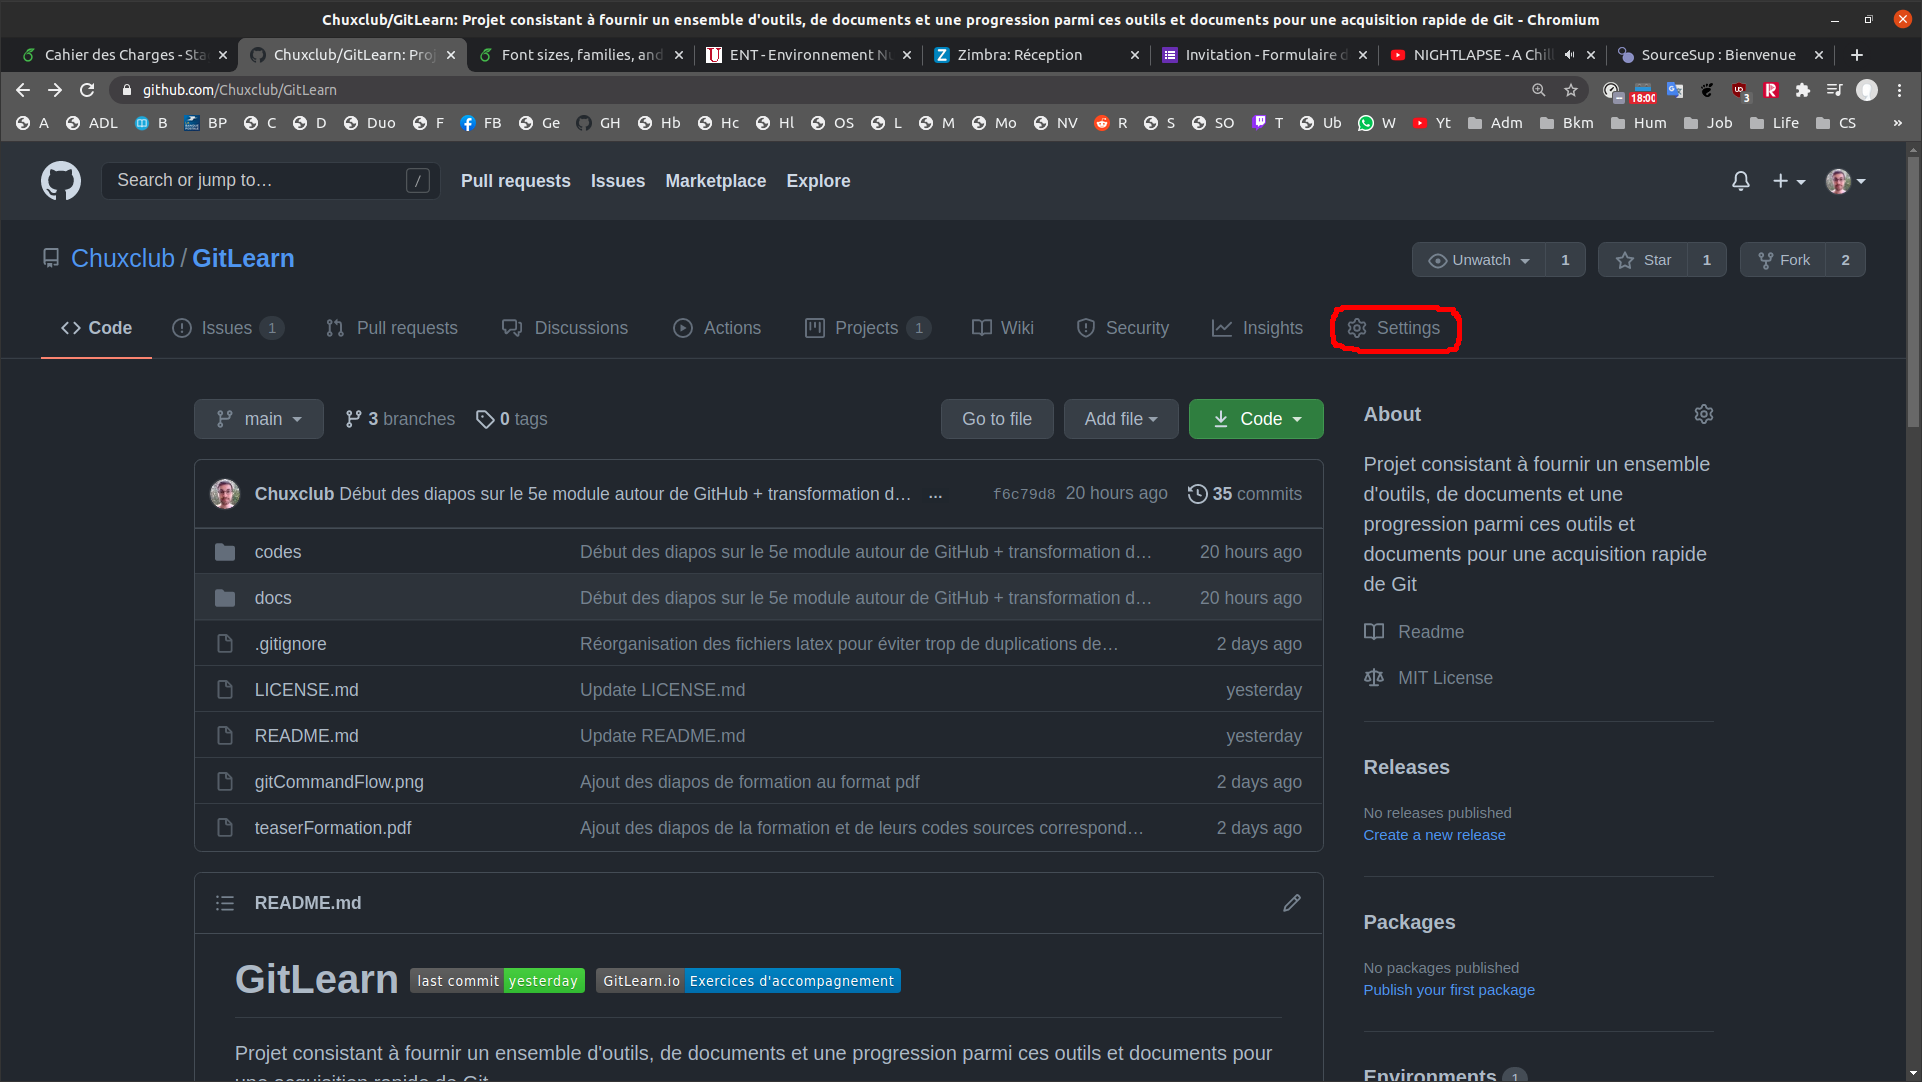 Chuxclub/GitLearn: Projet consistant à fournir un ensemble d'outils, de documents et une progression parmi ces outils et documents pour une acquisition rapide de Git - Chromium
Cahier des Charges - Sta
Chuxclub/GitLearn: Proj
Font sizes, families, and
ENT - Environnement Nu
Zimbra: Réception
Invitation - Formulaire d
NIGHTLAPSE - A Chill
SourceSup : Bienvenue
github.com/Chuxclub/GitLearn
18:00
3
A ADL B BP C D Duo F FB Ge GH Hb Hc Hl OS L M Mo NV R S SO T Ub W Yt Adm Bkm Hum Job Life CS »
Search or jump to… /
Pull requests Issues Marketplace Explore
Chuxclub / GitLearn
Unwatch 1 Star 1 Fork 2
Code Issues 1 Pull requests Discussions Actions Projects 1 Wiki Security Insights Settings
main 3 branches 0 tags Go to file Add file Code
Chuxclub Début des diapos sur le 5e module autour de GitHub + transformation d… ... f6c79d8 20 hours ago 35 commits
codes Début des diapos sur le 5e module autour de GitHub + transformation d… 20 hours ago
docs Début des diapos sur le 5e module autour de GitHub + transformation d… 20 hours ago
.gitignore Réorganisation des fichiers latex pour éviter trop de duplications de… 2 days ago
LICENSE.md Update LICENSE.md yesterday
README.md Update README.md yesterday
gitCommandFlow.png Ajout des diapos de formation au format pdf 2 days ago
teaserFormation.pdf Ajout des diapos de la formation et de leurs codes sources correspond… 2 days ago
README.md
GitLearn last commit yesterday GitLearn.io Exercices d'accompagnement
Projet consistant à fournir un ensemble d'outils, de documents et une progression parmi ces outils et documents pour
une acquisition rapide de Git
About
Projet consistant à fournir un ensemble
d'outils, de documents et une
progression parmi ces outils et
documents pour une acquisition rapide
de Git
Readme
MIT License
Releases
No releases published
Create a new release
Packages
No packages published
Publish your first package
Environments 1